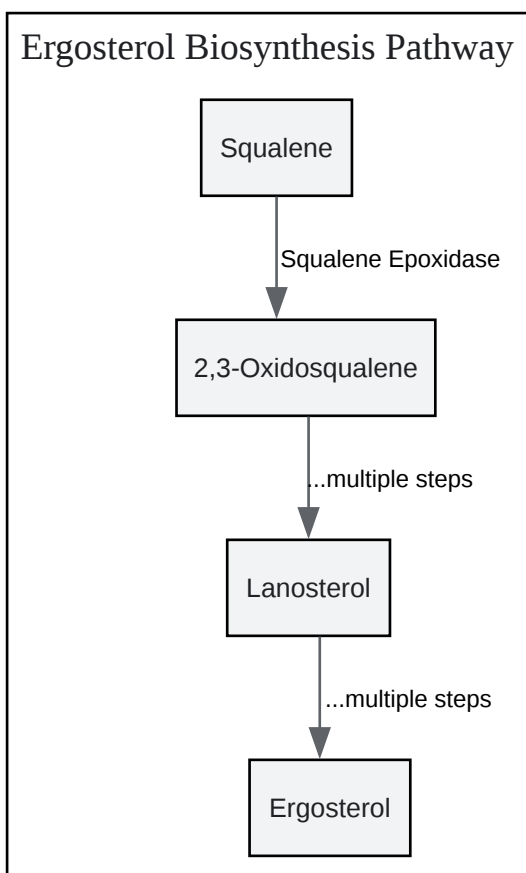 Ergosterol Biosynthesis Pathway
Squalene
Squalene Epoxidase
2,3-Oxidosqualene
...multiple steps
Lanosterol
...multiple steps
Ergosterol